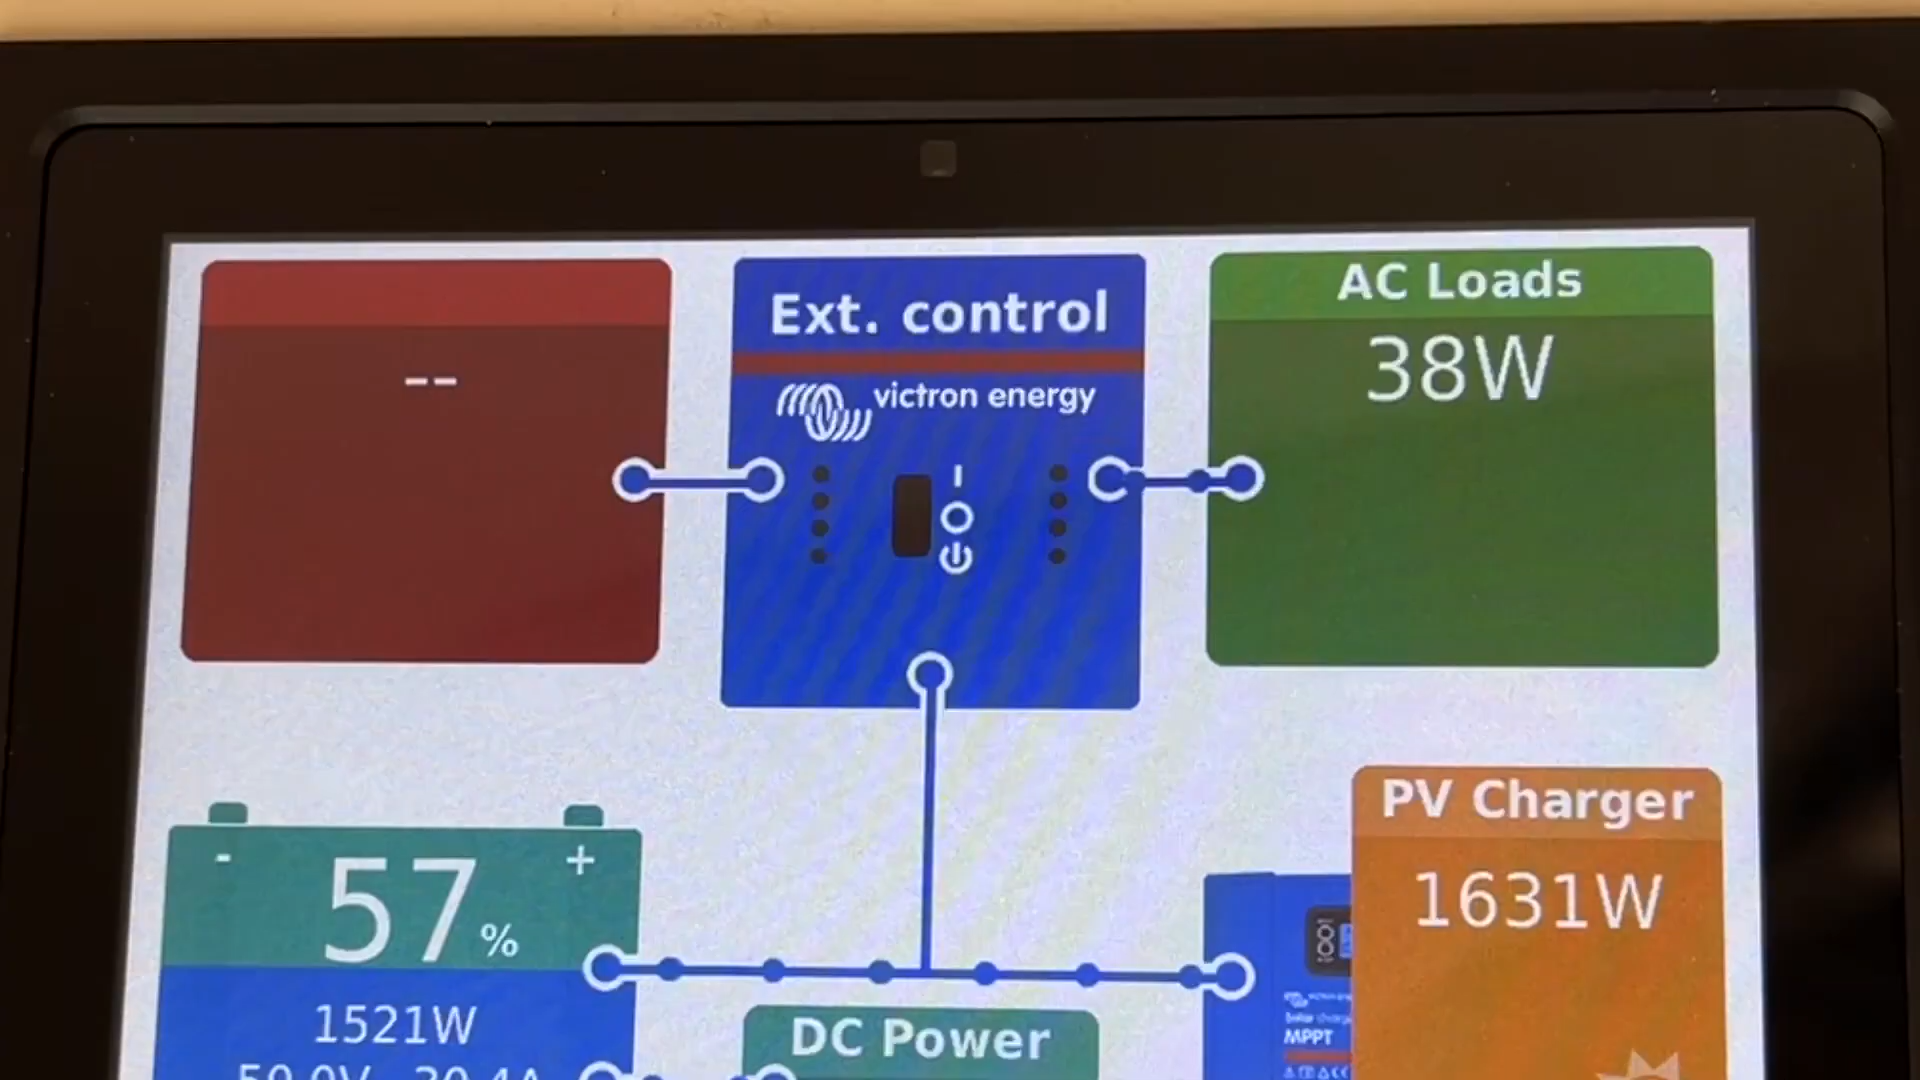 --
Ext. control
victron energy
AC Loads
38W
- +
57%
1521W
PV Charger
1631W
DC Power
MPPT